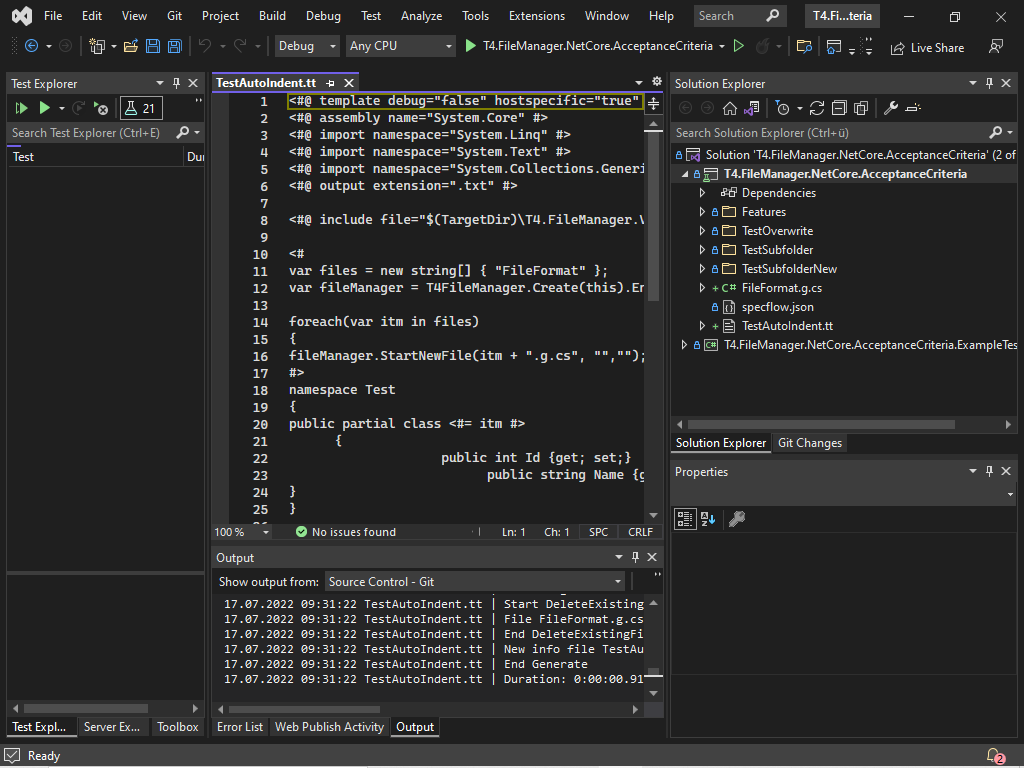 File Edit View Git Project Build Debug Test Analyze Tools Extensions Window Help Search T4.Fi...teria
Debug Any CPU T4.FileManager.NetCore.AcceptanceCriteria Live Share
Test Explorer
21
Search Test Explorer (Ctrl+E)
Test Dur
TestAutoIndent.tt
1 <#@ template debug="false" hostspecific="true"
2 <#@ assembly name="System.Core" #>
3 <#@ import namespace="System.Linq" #>
4 <#@ import namespace="System.Text" #>
5 <#@ import namespace="System.Collections.Generi
6 <#@ output extension=".txt" #>
7
8 <#@ include file="$(TargetDir)\T4.FileManager.V
9
10 <#
11 var files = new string[] { "FileFormat" };
12 var fileManager = T4FileManager.Create(this).En
13
14 foreach(var itm in files)
15 {
16 fileManager.StartNewFile(itm + ".g.cs", "","");
17 #>
18 namespace Test
19 {
20 public partial class <#= itm #>
21 {
22 public int Id {get; set;}
23 public string Name {g
24 }
25 }
100 % No issues found Ln: 1 Ch: 1 SPC CRLF
Output
Show output from: Source Control - Git
17.07.2022 09:31:22 TestAutoIndent.tt | Start DeleteExisting
17.07.2022 09:31:22 TestAutoIndent.tt | File FileFormat.g.cs
17.07.2022 09:31:22 TestAutoIndent.tt | End DeleteExistingFi
17.07.2022 09:31:22 TestAutoIndent.tt | New info file TestAu
17.07.2022 09:31:22 TestAutoIndent.tt | End Generate
17.07.2022 09:31:22 TestAutoIndent.tt | Duration: 0:00:00.91
Solution Explorer
Search Solution Explorer (Ctrl+ü)
Solution 'T4.FileManager.NetCore.AcceptanceCriteria' (2 of
T4.FileManager.NetCore.AcceptanceCriteria
Dependencies
Features
TestOverwrite
TestSubfolder
TestSubfolderNew
+ C# FileFormat.g.cs
specflow.json
+ TestAutoIndent.tt
C# T4.FileManager.NetCore.AcceptanceCriteria.ExampleTes
Solution Explorer Git Changes
Properties
Test Expl... Server Ex... Toolbox Error List Web Publish Activity Output
Ready 2